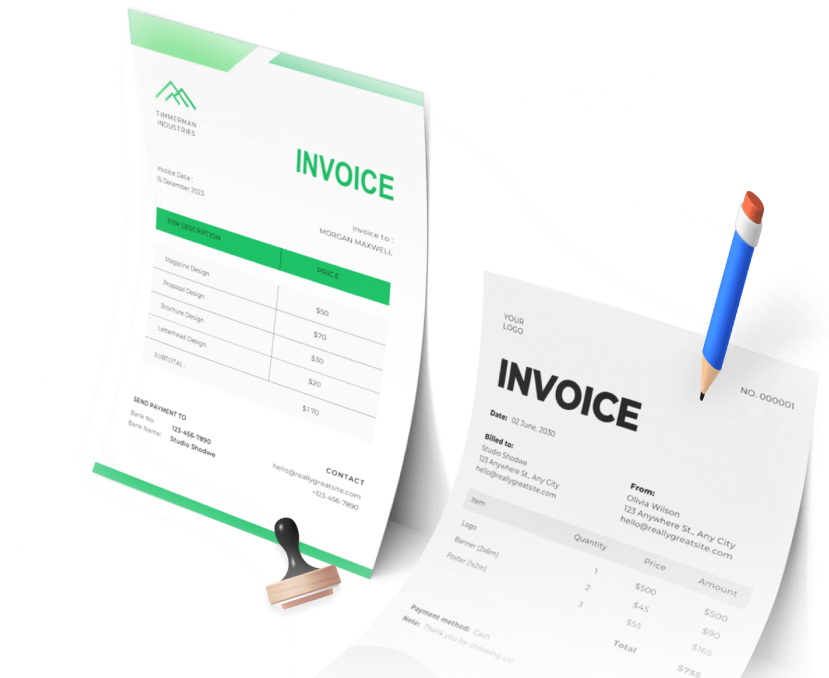 TIMMERMAN
INDUSTRIES
INVOICE
Invoice Date :
15 December 2023
Invoice to :
MORGAN MAXWELL
ITEM DESCRIPTION PRICE
Magazine Design $50
Proposal Design $70
Brochure Design $30
Letterhead Design $20
SUBTOTAL : $170
SEND PAYMENT TO
Bank No 123-456-7890
Bank Name: Studio Shodwe
CONTACT
hello@reallygreatsite.com
+123-456-7890
YOUR
LOGO
NO. 000001
INVOICE
Date: 02 June, 2030
Billed to:
Studio Shodwe
123 Anywhere St., Any City
hello@reallygreatsite.com
From:
Olivia Wilson
123 Anywhere St., Any City
hello@reallygreatsite.com
Item Quantity Price Amount
Logo 1 $500 $500
Banner (2x6m) 2 $45 $90
Poster (1x2m) 3 $55 $165
Total $755
Payment method: Cash
Note: Thank you for choosing us!